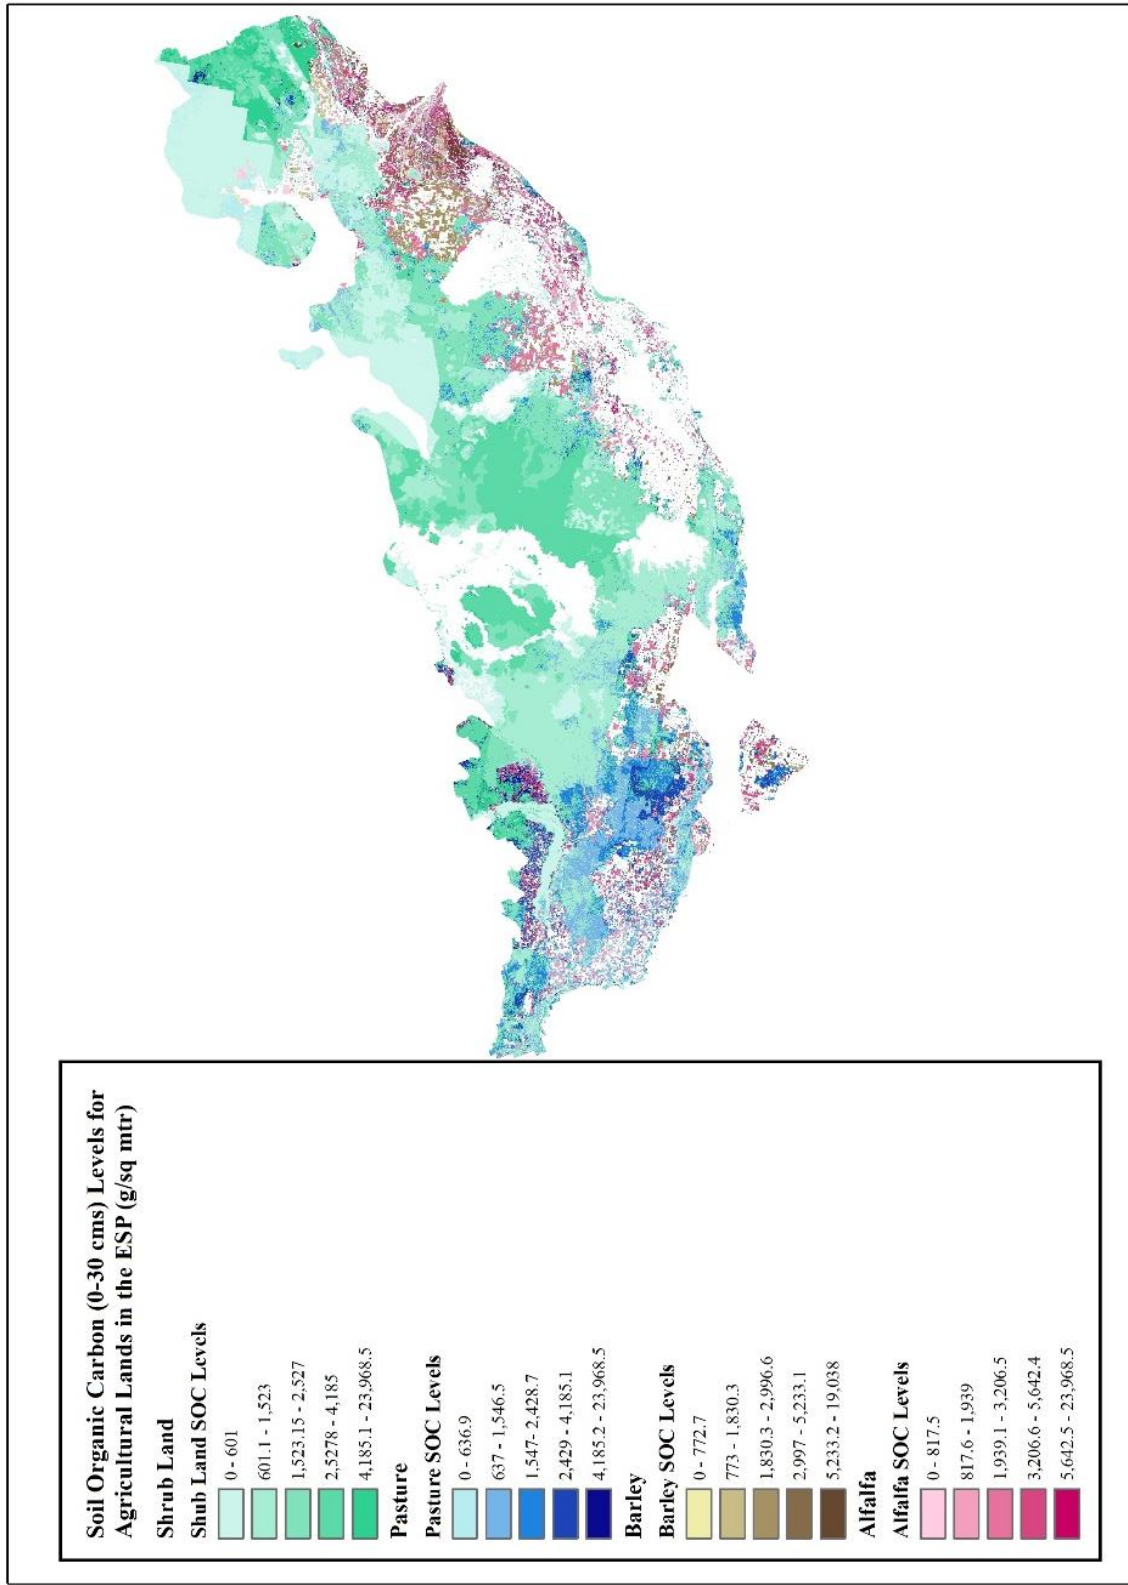 Soil Organic Carbon (0-30 cms) Levels for
Agricultural Lands in the ESP (g/sq mtr)
Shrub Land
Shub Land SOC Levels
0 - 601
601.1 - 1,523
1,523.15 - 2,527
2,5278 - 4,185
4,185.1 - 23,968.5
Pasture
Pasture SOC Levels
0 - 636.9
637 - 1,546.5
1,547- 2,428.7
2,429 - 4,185.1
4,185.2 - 23,968.5
Barley
Barley SOC Levels
0 - 772.7
773 - 1,830.3
1,830.3 - 2,996.6
2,997 - 5,233.1
5,233.2 - 19,038
Alfalfa
Alfalfa SOC Levels
0 - 817.5
817.6 - 1,939
1,939.1 - 3,206.5
3,206.6 - 5,642.4
5,642.5 - 23,968.5